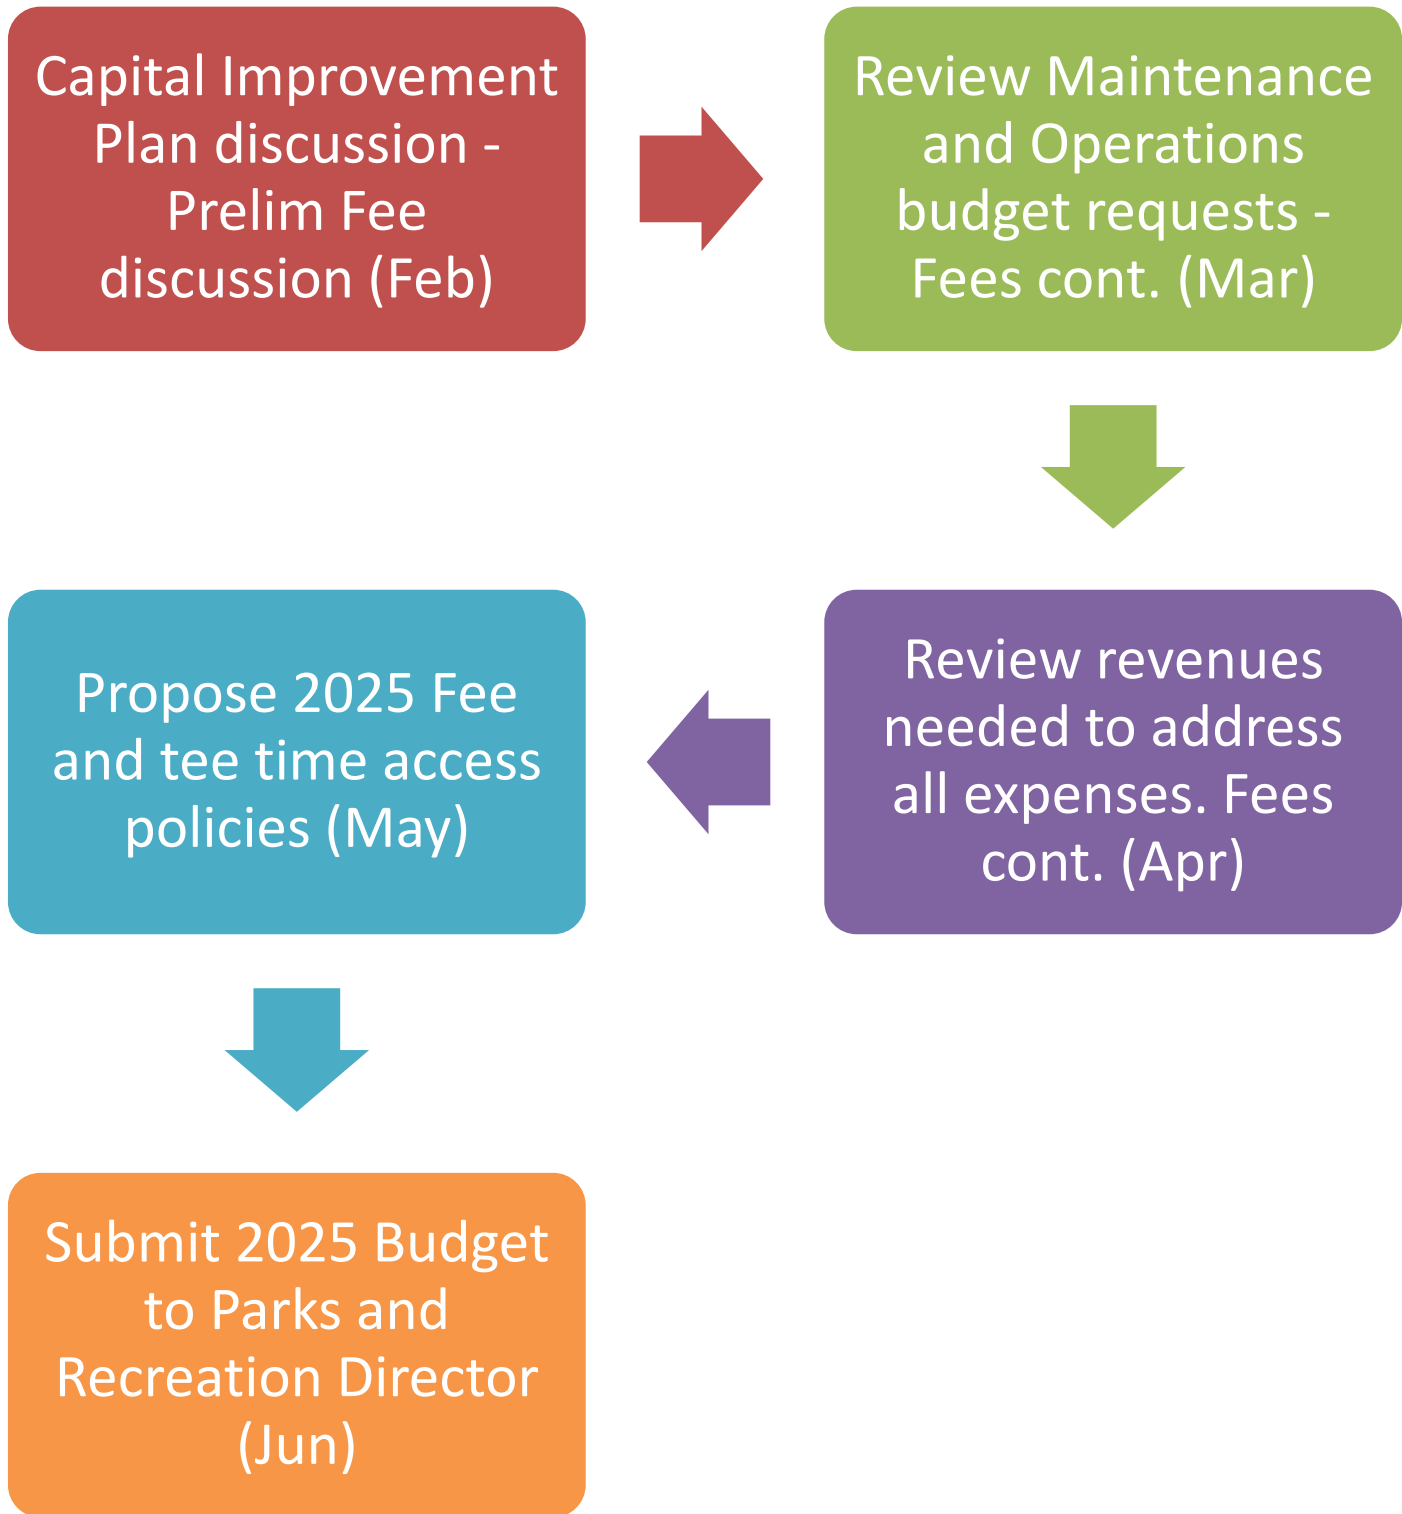 Capital Improvement
Plan discussion -
Prelim Fee
discussion (Feb)
Review Maintenance
and Operations
budget requests -
Fees cont. (Mar)
Review revenues
needed to address
all expenses. Fees
cont. (Apr)
Propose 2025 Fee
and tee time access
policies (May)
Submit 2025 Budget
to Parks and
Recreation Director
(Jun)